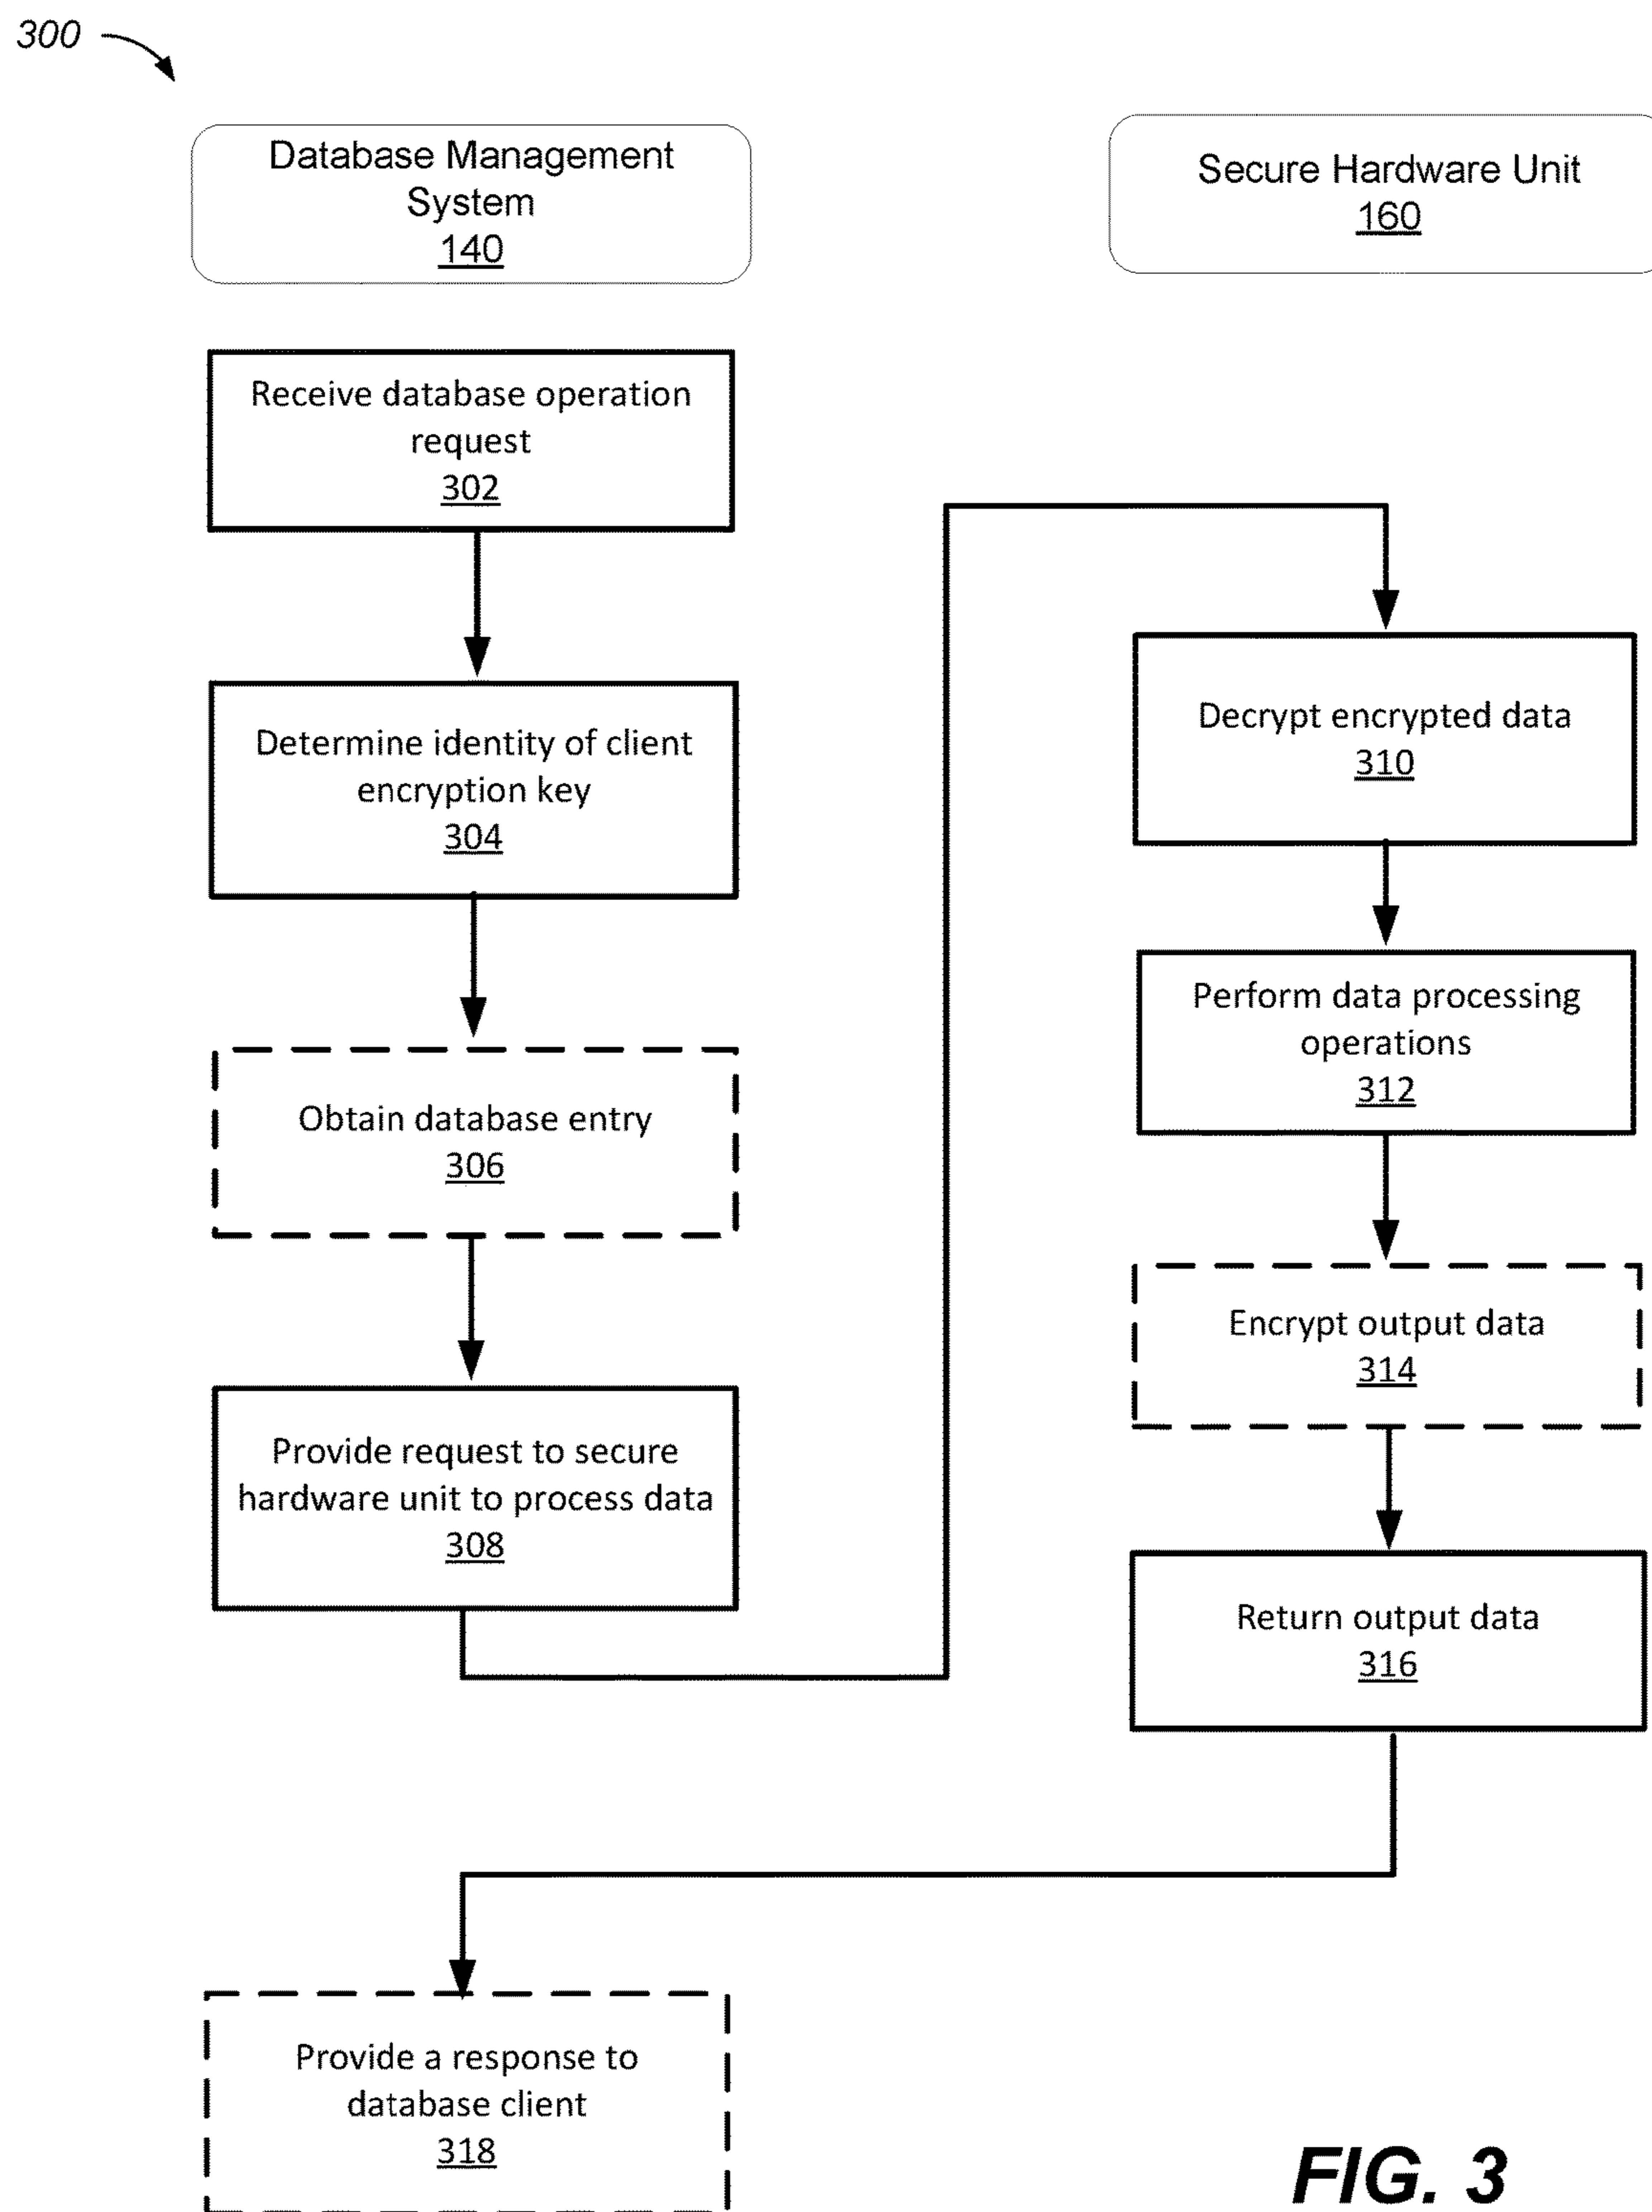 300
Database Management
System
140
Secure Hardware Unit
160
Receive database operation
request
302
Determine identity of client
encryption key
304
Obtain database entry
306
Provide request to secure
hardware unit to process data
308
Decrypt encrypted data
310
Perform data processing
operations
312
Encrypt output data
314
Return output data
316
Provide a response to
database client
318
FIG. 3